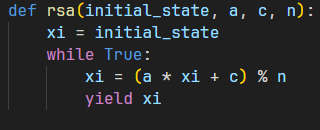 def rsa(initial_state, a, c, n):
    xi = initial_state
    while True:
        xi = (a * xi + c) % n
        yield xi